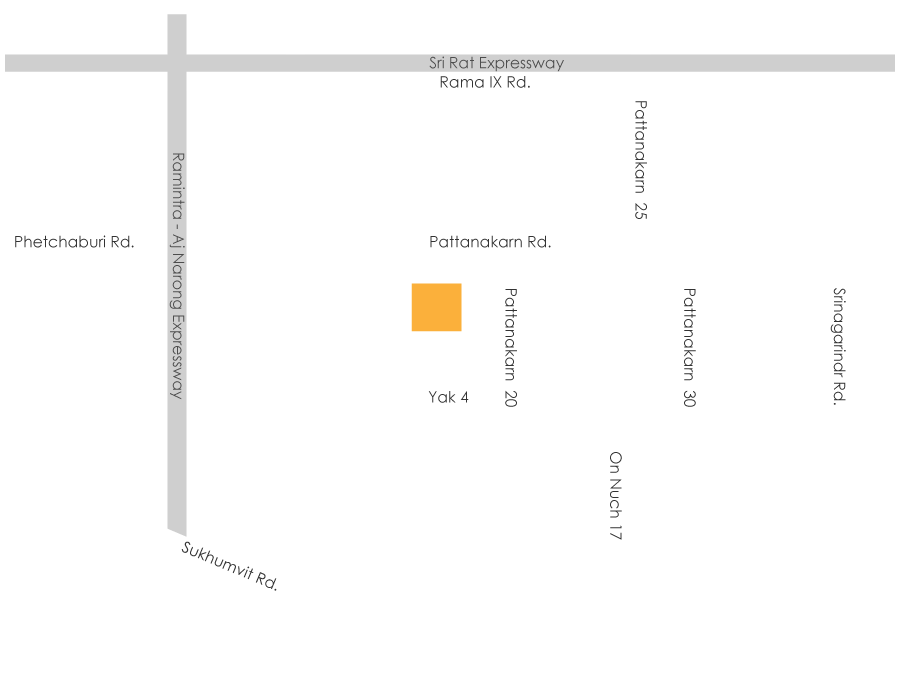 Sri Rat Expressway
Rama IX Rd.
Pattanakarn 25
Ramintra - Aj Narong Expressway
Phetchaburi Rd.
Pattanakarn Rd.
Pattanakarn 20
Pattanakarn 30
Srinagarindr Rd.
Yak 4
On Nuch 17
Sukhumvit Rd.